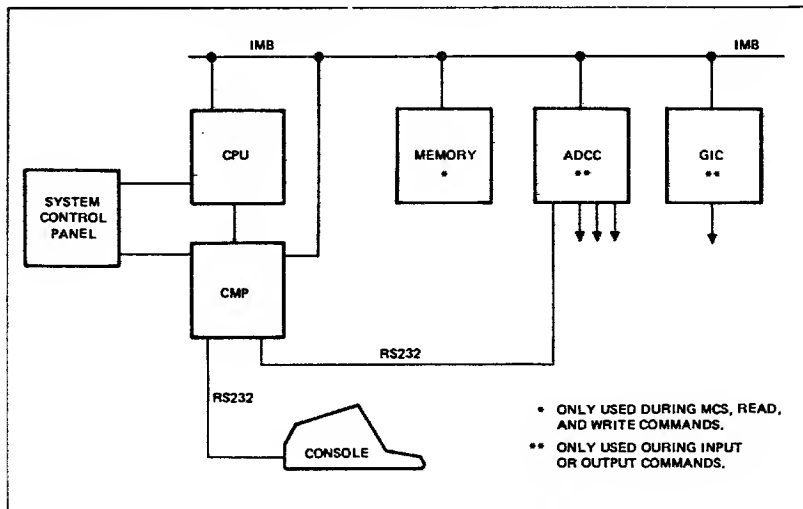 IMB
IMB
CPU
MEMORY
*
ADCC
**
GIC
**
SYSTEM
CONTROL
PANEL
CMP
RS232
RS232
CONSOLE
* ONLY USED DURING MCS, READ,
AND WRITE COMMANDS.
** ONLY USED OURING INPUT
OR OUTPUT COMMANDS.